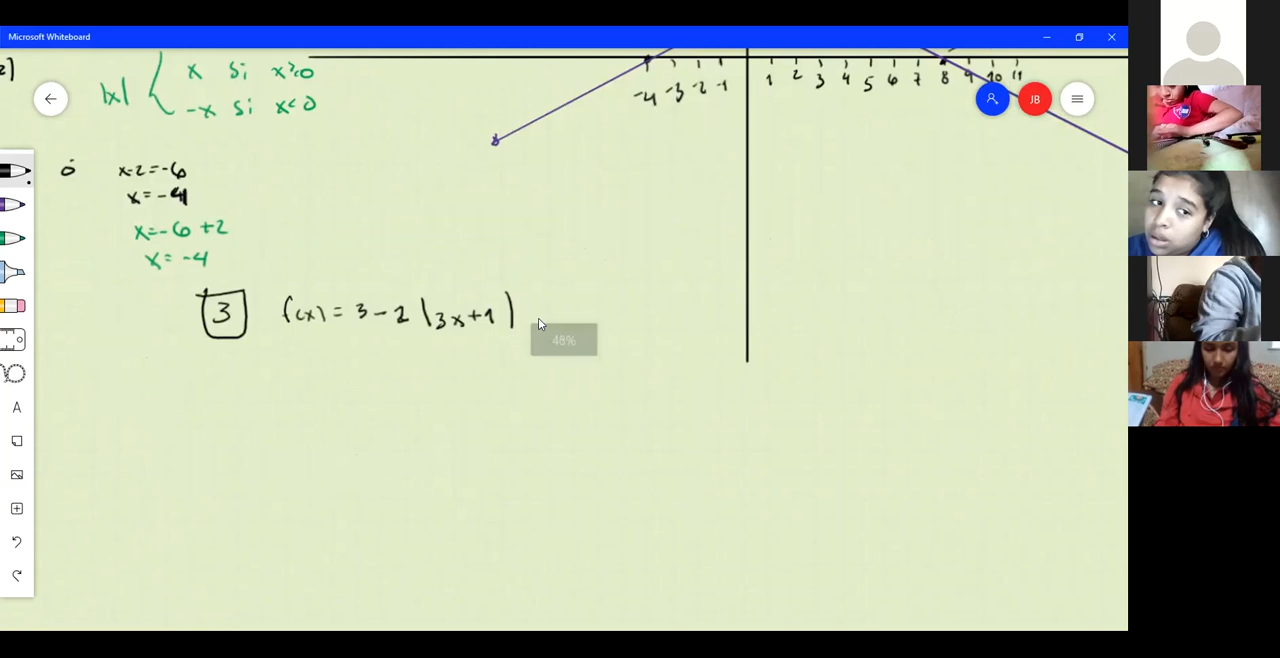 Microsoft Whiteboard
|x| { x si x≥0
-x si x<0
-4 -3 -2 -1 1 2 3 4 5 6 7 8 9 10 11
JB
ó x-2=-6
x=-4
x=-6+2
x=-4
3 f(x) = 3-2 |3x+1|
48%
A